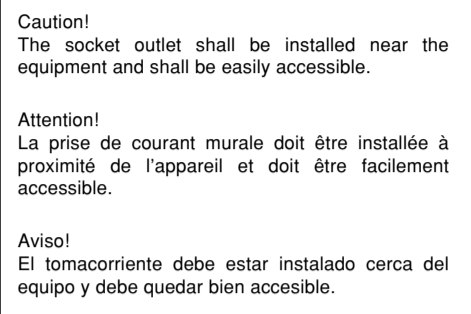 Caution!
The socket outlet shall be installed near the
equipment and shall be easily accessible.
Attention!
La prise de courant murale doit être installée à
proximité de l'appareil et doit être facilement
accessible.
Aviso!
El tomacorriente debe estar instalado cerca del
equipo y debe quedar bien accesible.